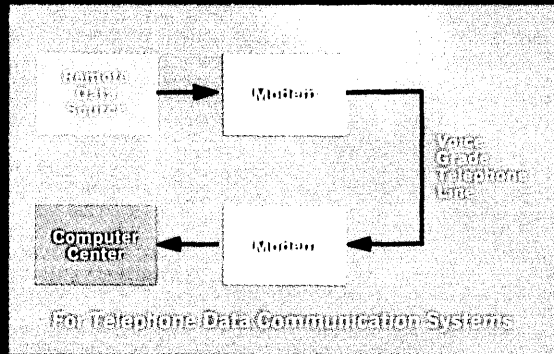 Remote
Data
Source
Modem
Voice
Grade
Telephone
Line
Computer
Center
Modem
For Telephone Data Communication Systems